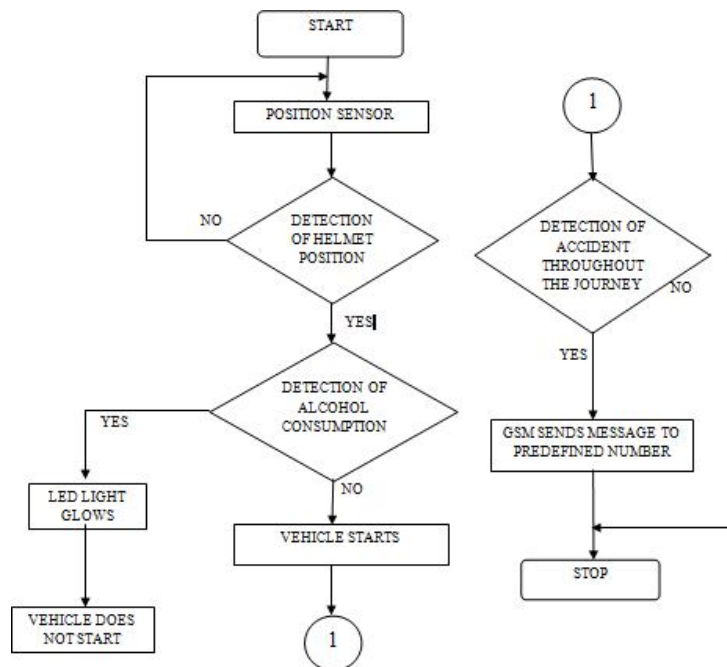 START
POSITION SENSOR
NO
DETECTION
OF HELMET
POSITION
YES
DETECTION OF
ALCOHOL
CONSUMPTION
YES
LED LIGHT
GLOWS
NO
VEHICLE STARTS
VEHICLE DOES
NOT START
1
1
DETECTION OF
ACCIDENT
THROUGHOUT
THE JOURNEY
NO
YES
GSM SENDS MESSAGE TO
PREDEFINED NUMBER
STOP